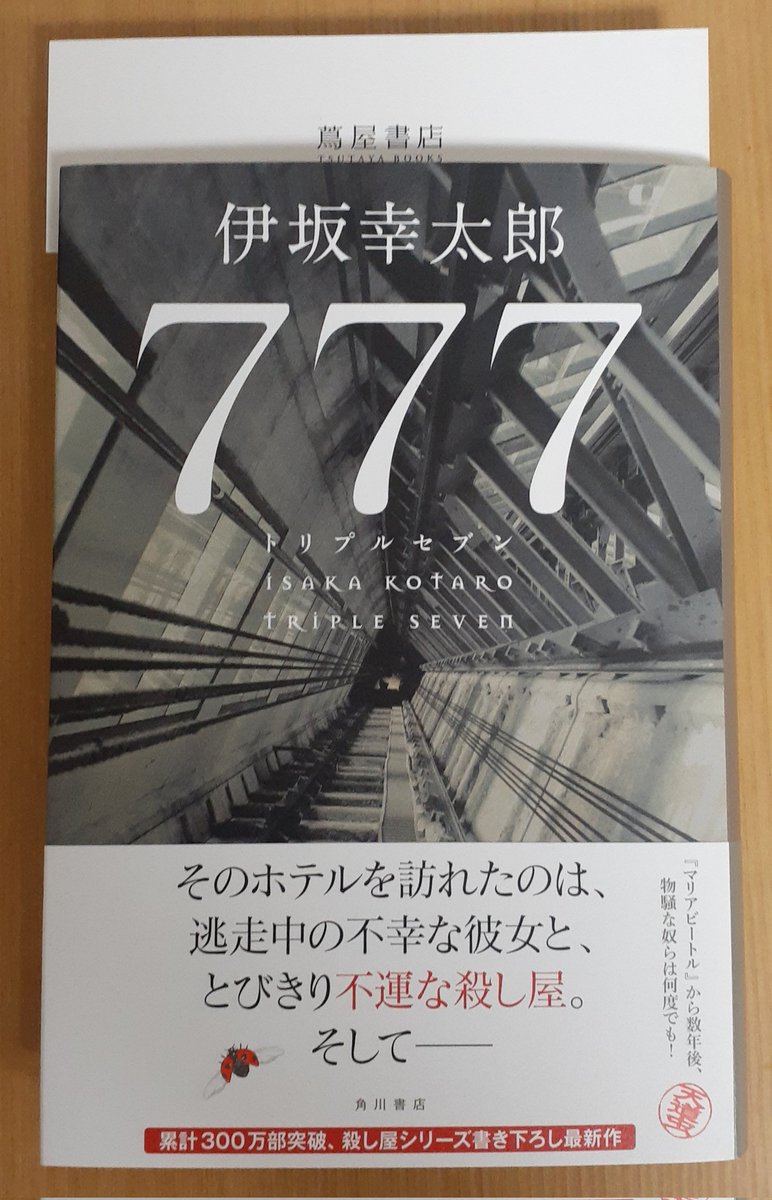 蔦屋書店
TSUTAYA BOOKS
伊坂幸太郎
777
トリプルセブン
ISAKA KOTARO
TRIPLE SEVEN
そのホテルを訪れたのは、
逃走中の不幸な彼女と、
とびきり不運な殺し屋。
そして――
『マリアビートル』から数年後、
物騒な奴らは何度でも!
天道虫
角川書店
累計300万部突破、殺し屋シリーズ書き下ろし最新作